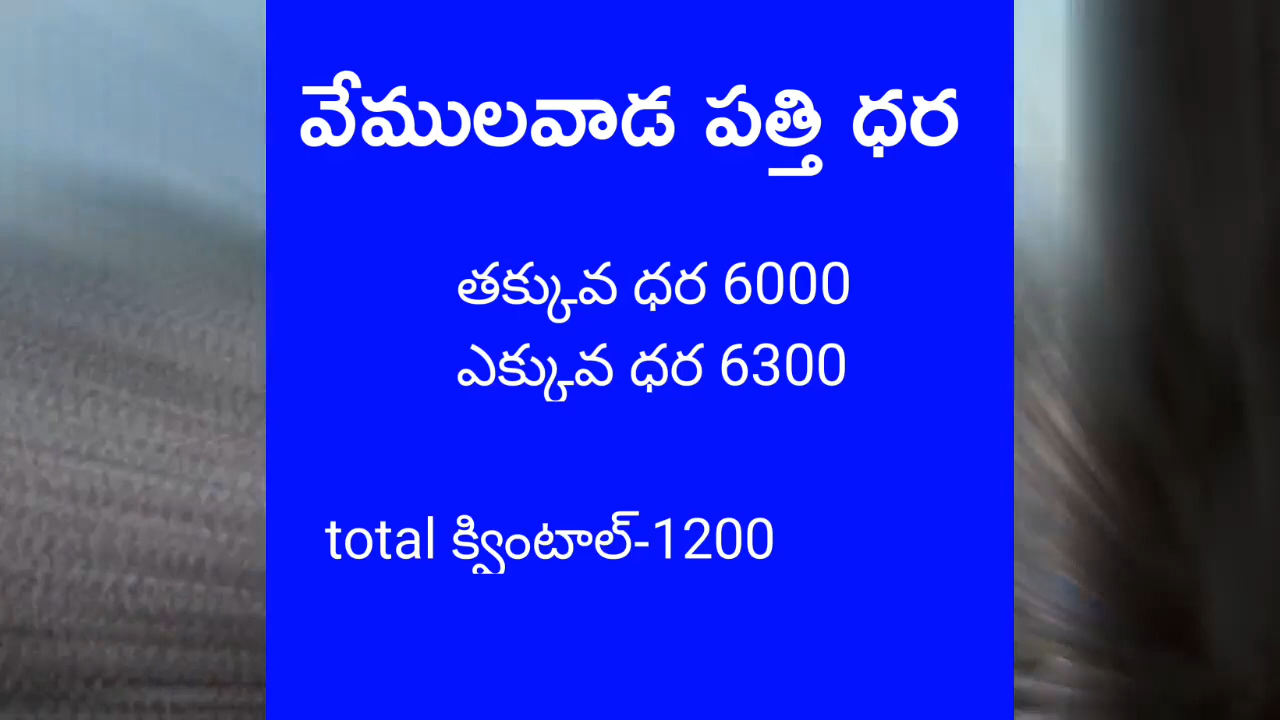 వేములవాడ పత్తి ధర
తక్కువ ధర 6000
ఎక్కువ ధర 6300
total క్వింటాల్-1200